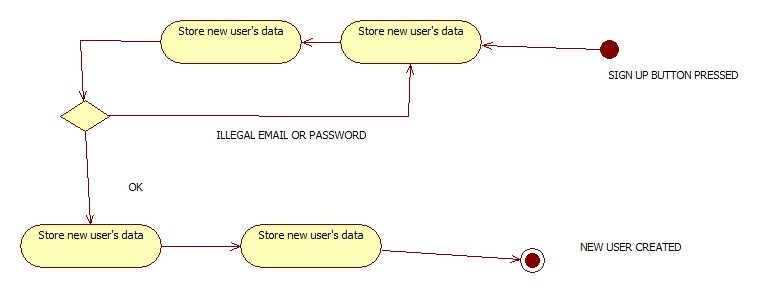 Store new user's data
Store new user's data
SIGN UP BUTTON PRESSED
ILLEGAL EMAIL OR PASSWORD
OK
Store new user's data
Store new user's data
NEW USER CREATED